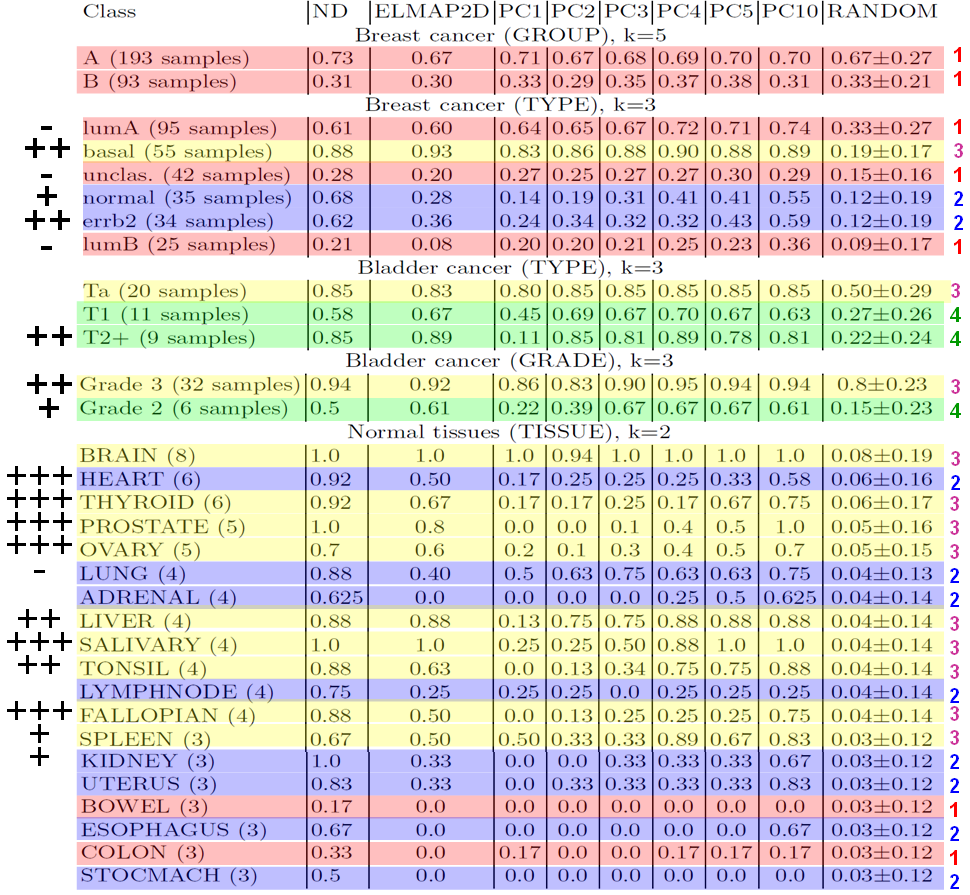 Class |ND |ELMAP2D|PC1|PC2|PC3|PC4|PC5|PC10|RANDOM
Breast cancer (GROUP), k=5
A (193 samples) 0.73 0.67 0.71 0.67 0.68 0.69 0.70 0.70 0.67±0.27 1
B (93 samples) 0.31 0.30 0.33 0.29 0.35 0.37 0.38 0.31 0.33±0.21 1
Breast cancer (TYPE), k=3
- lumA (95 samples) 0.61 0.60 0.64 0.65 0.67 0.72 0.71 0.74 0.33±0.27 1
++ basal (55 samples) 0.88 0.93 0.83 0.86 0.88 0.90 0.88 0.89 0.19±0.17 3
- unclas. (42 samples) 0.28 0.20 0.27 0.25 0.27 0.27 0.30 0.29 0.15±0.16 1
+ normal (35 samples) 0.68 0.28 0.14 0.19 0.31 0.41 0.41 0.55 0.12±0.19 2
++ errb2 (34 samples) 0.62 0.36 0.24 0.34 0.32 0.32 0.43 0.59 0.12±0.19 2
- lumB (25 samples) 0.21 0.08 0.20 0.20 0.21 0.25 0.23 0.36 0.09±0.17 1
Bladder cancer (TYPE), k=3
Ta (20 samples) 0.85 0.83 0.80 0.85 0.85 0.85 0.85 0.85 0.50±0.29 3
T1 (11 samples) 0.58 0.67 0.45 0.69 0.67 0.70 0.67 0.63 0.27±0.26 4
++ T2+ (9 samples) 0.85 0.89 0.11 0.85 0.81 0.89 0.78 0.81 0.22±0.24 4
Bladder cancer (GRADE), k=3
++ Grade 3 (32 samples) 0.94 0.92 0.86 0.83 0.90 0.95 0.94 0.94 0.8±0.23 3
+ Grade 2 (6 samples) 0.5 0.61 0.22 0.39 0.67 0.67 0.67 0.61 0.15±0.23 4
Normal tissues (TISSUE), k=2
BRAIN (8) 1.0 1.0 1.0 0.94 1.0 1.0 1.0 1.0 0.08±0.19 3
+++ HEART (6) 0.92 0.50 0.17 0.25 0.25 0.25 0.33 0.58 0.06±0.16 2
+++ THYROID (6) 0.92 0.67 0.17 0.17 0.25 0.17 0.67 0.75 0.06±0.17 3
+++ PROSTATE (5) 1.0 0.8 0.0 0.0 0.1 0.4 0.5 1.0 0.05±0.16 3
+++ OVARY (5) 0.7 0.6 0.2 0.1 0.3 0.4 0.5 0.7 0.05±0.15 3
- LUNG (4) 0.88 0.40 0.5 0.63 0.75 0.63 0.63 0.75 0.04±0.13 2
ADRENAL (4) 0.625 0.0 0.0 0.0 0.0 0.25 0.5 0.625 0.04±0.14 2
++ LIVER (4) 0.88 0.88 0.13 0.75 0.75 0.88 0.88 0.88 0.04±0.14 3
+++ SALIVARY (4) 1.0 1.0 0.25 0.25 0.50 0.88 1.0 1.0 0.04±0.14 3
++ TONSIL (4) 0.88 0.63 0.0 0.13 0.34 0.75 0.75 0.88 0.04±0.14 3
LYMPHNODE (4) 0.75 0.25 0.25 0.25 0.0 0.25 0.25 0.25 0.04±0.14 2
+++ FALLOPIAN (4) 0.88 0.50 0.0 0.13 0.25 0.25 0.25 0.75 0.04±0.14 3
+ SPLEEN (3) 0.67 0.50 0.50 0.33 0.33 0.89 0.67 0.83 0.03±0.12 3
+ KIDNEY (3) 1.0 0.33 0.0 0.0 0.33 0.33 0.33 0.67 0.03±0.12 2
UTERUS (3) 0.83 0.33 0.0 0.33 0.33 0.33 0.33 0.83 0.03±0.12 2
BOWEL (3) 0.17 0.0 0.0 0.0 0.0 0.0 0.0 0.0 0.03±0.12 1
ESOPHAGUS (3) 0.67 0.0 0.0 0.0 0.0 0.0 0.0 0.67 0.03±0.12 2
COLON (3) 0.33 0.0 0.17 0.0 0.0 0.17 0.17 0.17 0.03±0.12 1
STOCMACH (3) 0.5 0.0 0.0 0.0 0.0 0.0 0.0 0.0 0.03±0.12 2